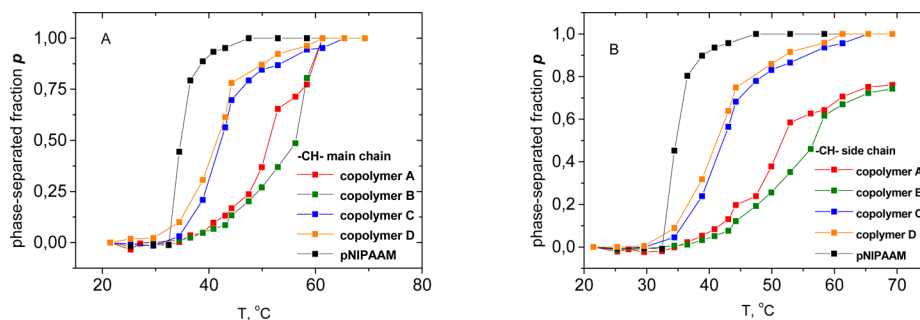 A
1,00
0,75
0,50
0,25
0,00
phase-separated fraction p
-CH- main chain
copolymer A
copolymer B
copolymer C
copolymer D
pNIPAAM
20
40
60
80
T, °C
B
1,0
0,8
0,6
0,4
0,2
0,0
phase-separated fraction p
-CH- side chain
copolymer A
copolymer B
copolymer C
coplymer D
pNIPAAM
20
30
40
50
60
70
T, °C